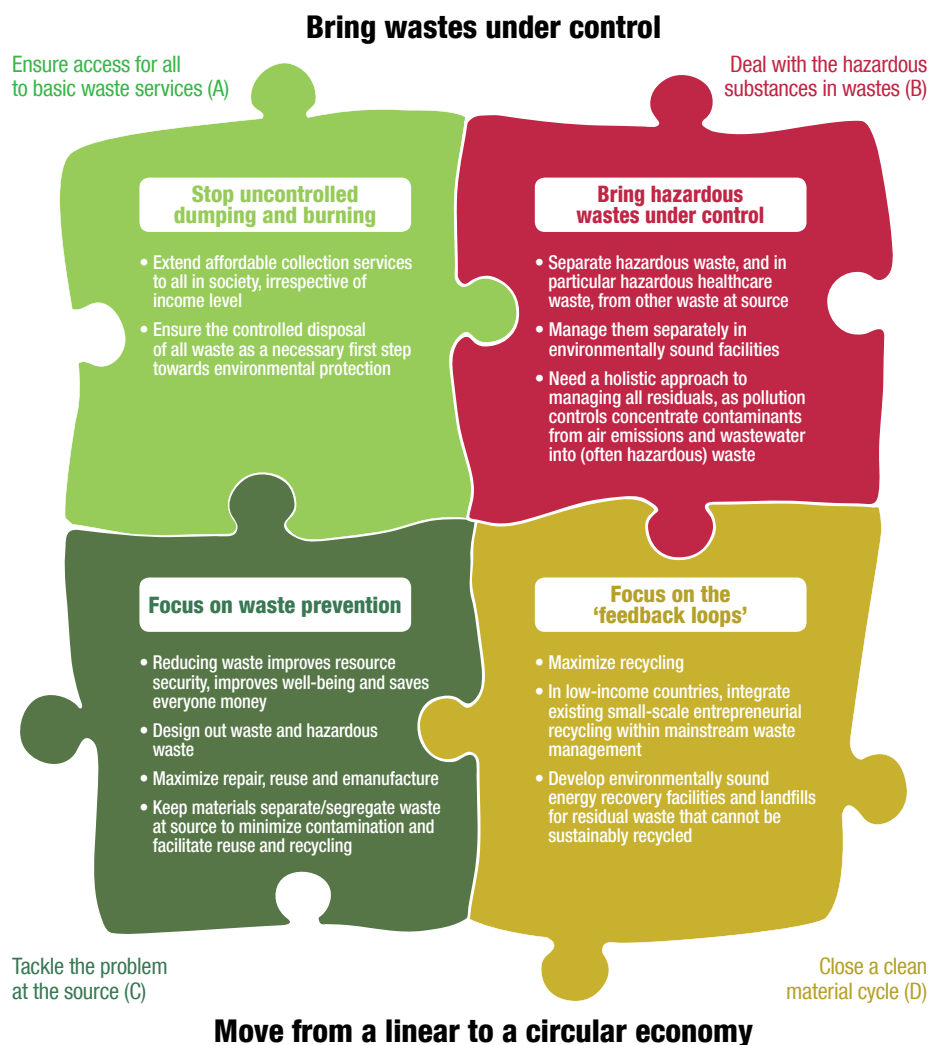 Bring wastes under control
Ensure access for all
to basic waste services (A)
Deal with the hazardous
substances in wastes (B)
Stop uncontrolled
dumping and burning
• Extend affordable collection services
to all in society, irrespective of
income level
• Ensure the controlled disposal
of all waste as a necessary first step
towards environmental protection
Bring hazardous
wastes under control
• Separate hazardous waste, and in
particular hazardous healthcare
waste, from other waste at source
• Manage them separately in
environmentally sound facilities
• Need a holistic approach to
managing all residuals, as pollution
controls concentrate contaminants
from air emissions and wastewater
into (often hazardous) waste
Focus on waste prevention
• Reducing waste improves resource
security, improves well-being and saves
everyone money
• Design out waste and hazardous
waste
• Maximize repair, reuse and emanufacture
• Keep materials separate/segregate waste
at source to minimize contamination and
facilitate reuse and recycling
Focus on the
‘feedback loops’
• Maximize recycling
• In low-income countries, integrate
existing small-scale entrepreneurial
recycling within mainstream waste
management
• Develop environmentally sound
energy recovery facilities and landfills
for residual waste that cannot be
sustainably recycled
Tackle the problem
at the source (C)
Close a clean
material cycle (D)
Move from a linear to a circular economy